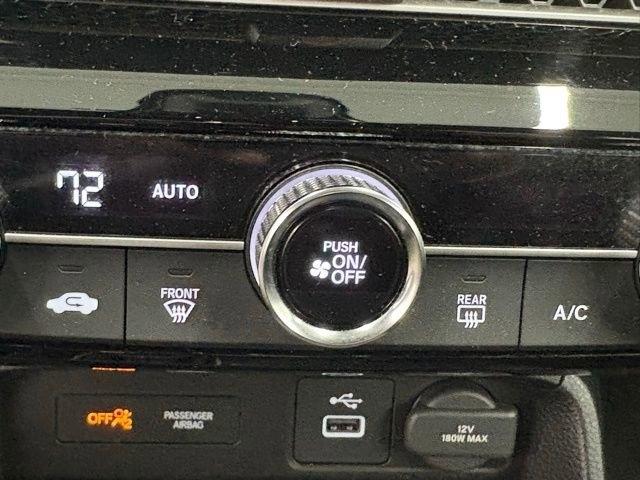 72
AUTO
PUSH
ON/
OFF
FRONT
REAR
A/C
OFF
PASSENGER
AIRBAG
12V
180W MAX